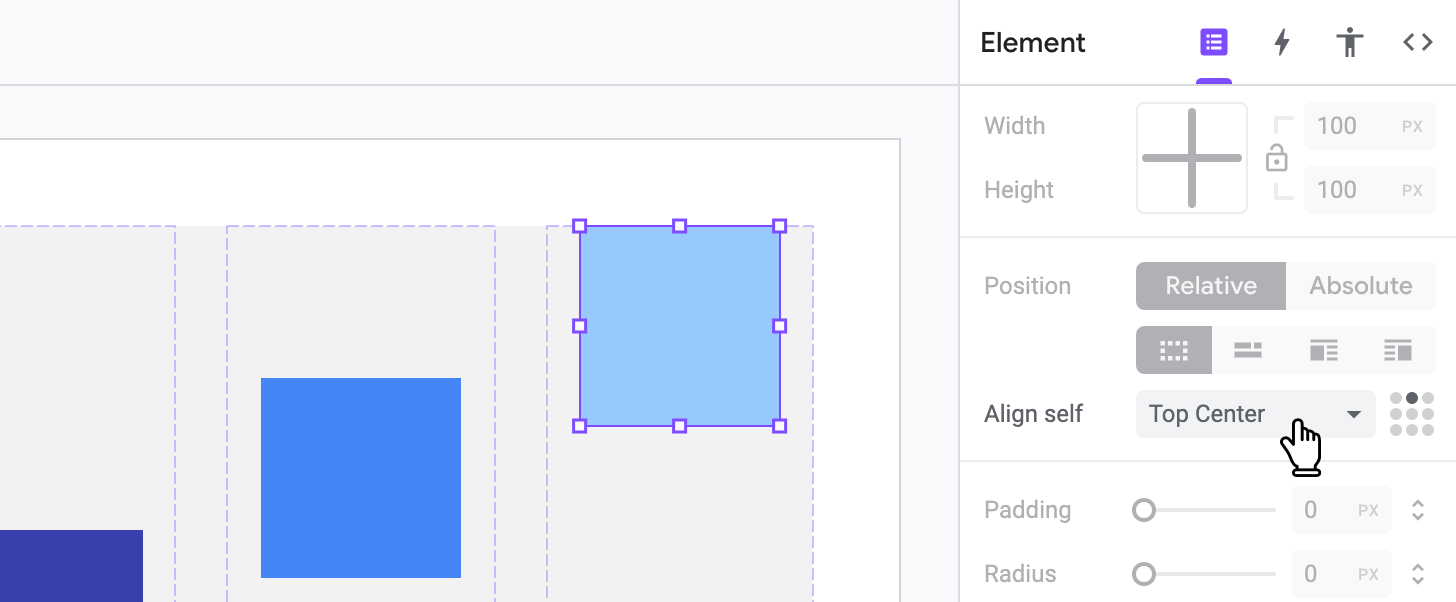 Element
Width
100 PX
Height
100 PX
Position
Relative Absolute
Align self
Top Center
Padding
0 PX
Radius
0 PX